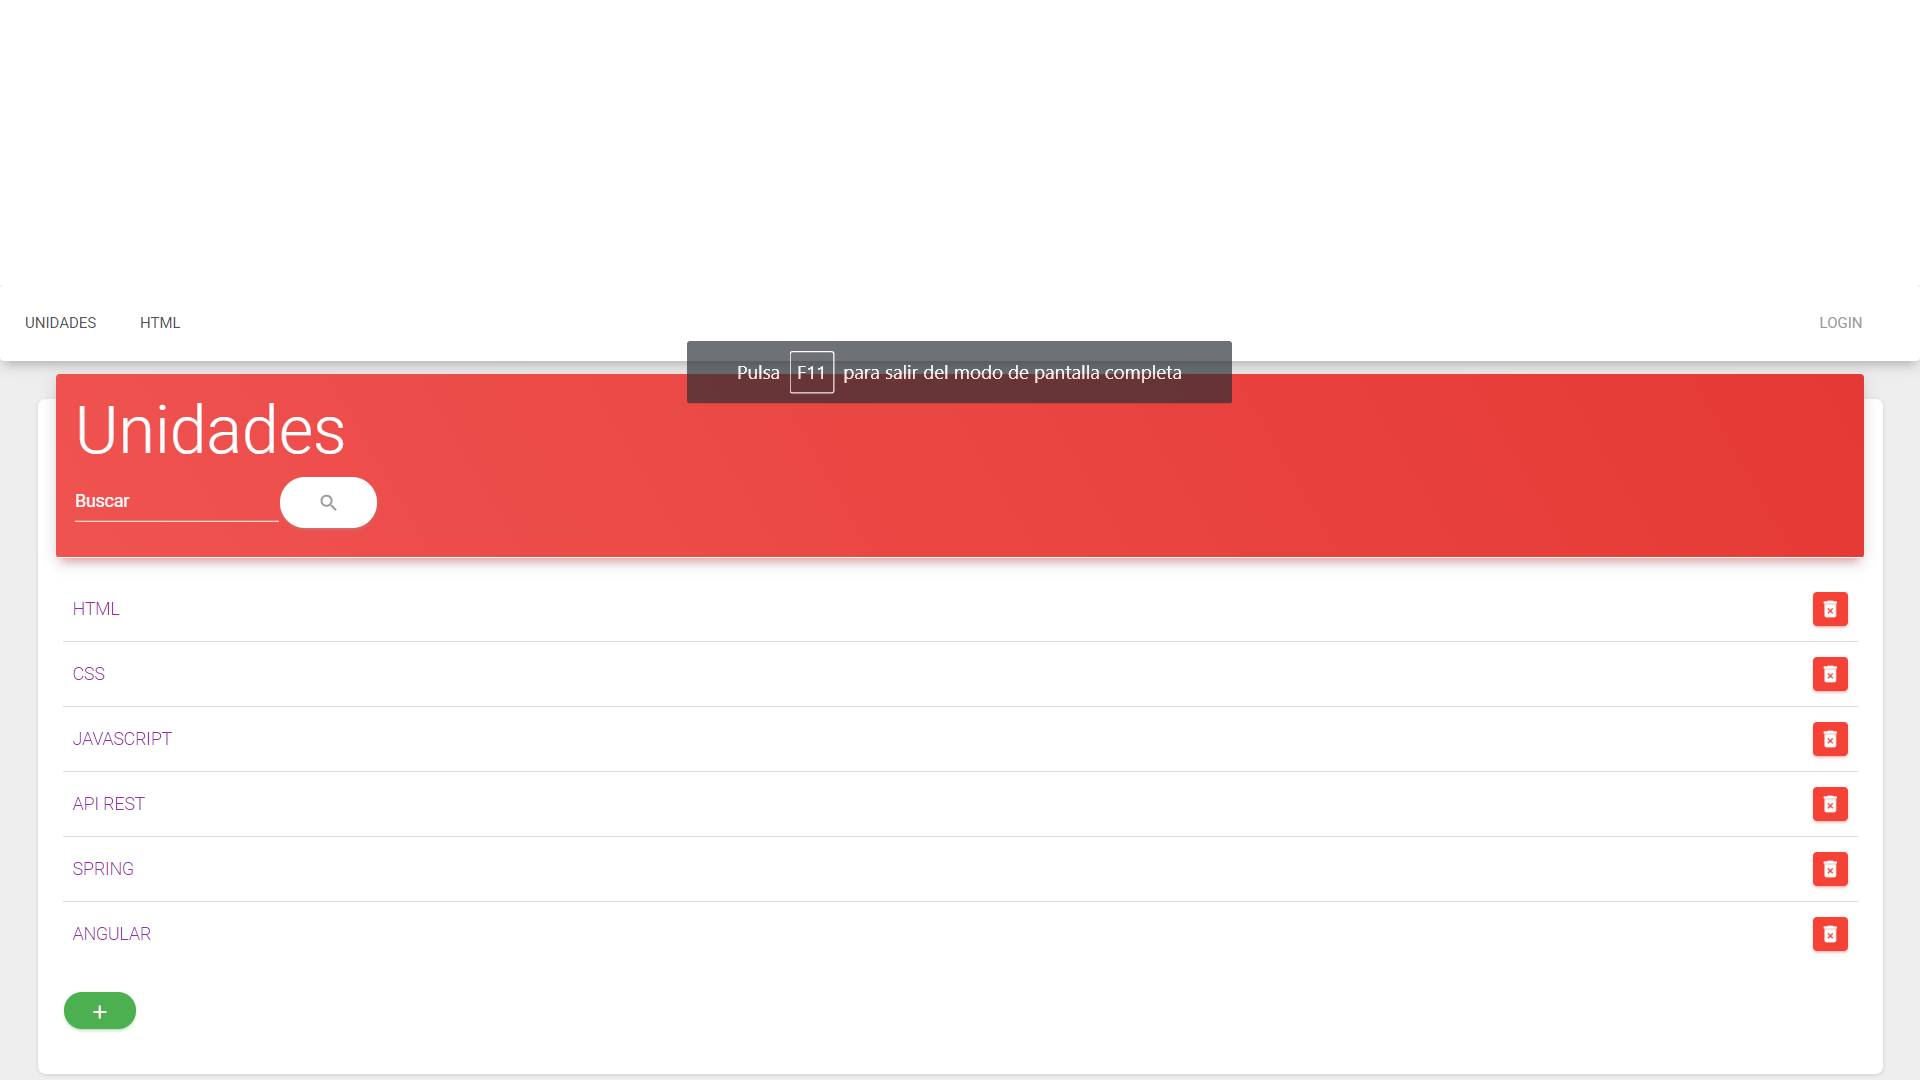 UNIDADES HTML LOGIN
Pulsa F11 para salir del modo de pantalla completa
Unidades
Buscar
HTML
CSS
JAVASCRIPT
API REST
SPRING
ANGULAR
+